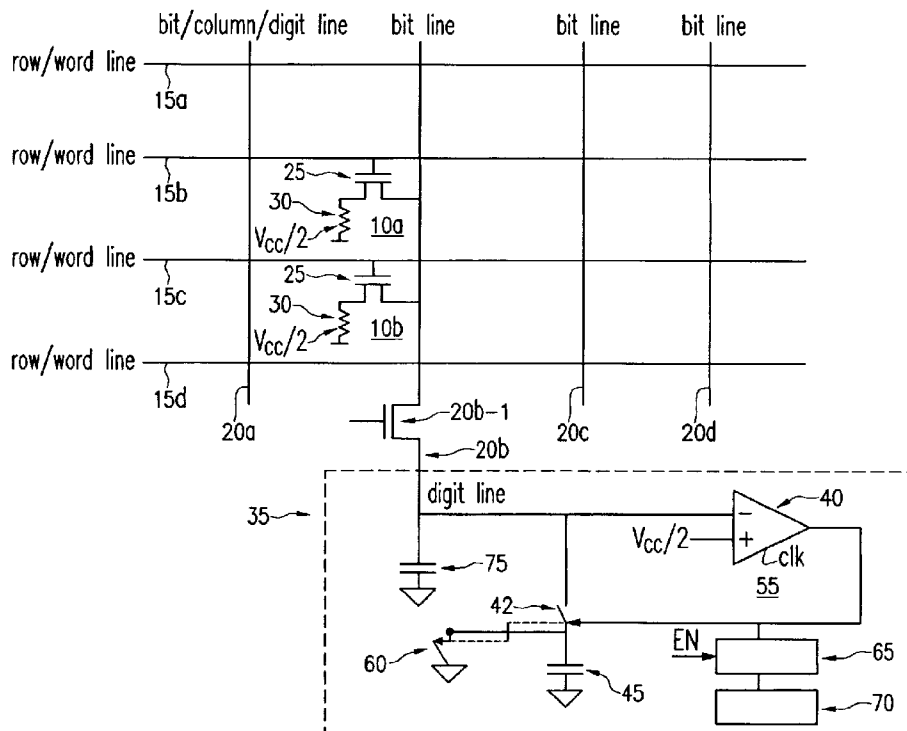 bit/column/digit line bit line bit line bit line
row/word line
15a
row/word line
25
15b
30
10a
VCC/2
row/word line
25
15c
30
10b
VCC/2
row/word line
15d
20a
20b-1
20c
20d
20b
35
digit line
40
−
VCC/2
+
clk
55
75
42
EN
65
60
45
70